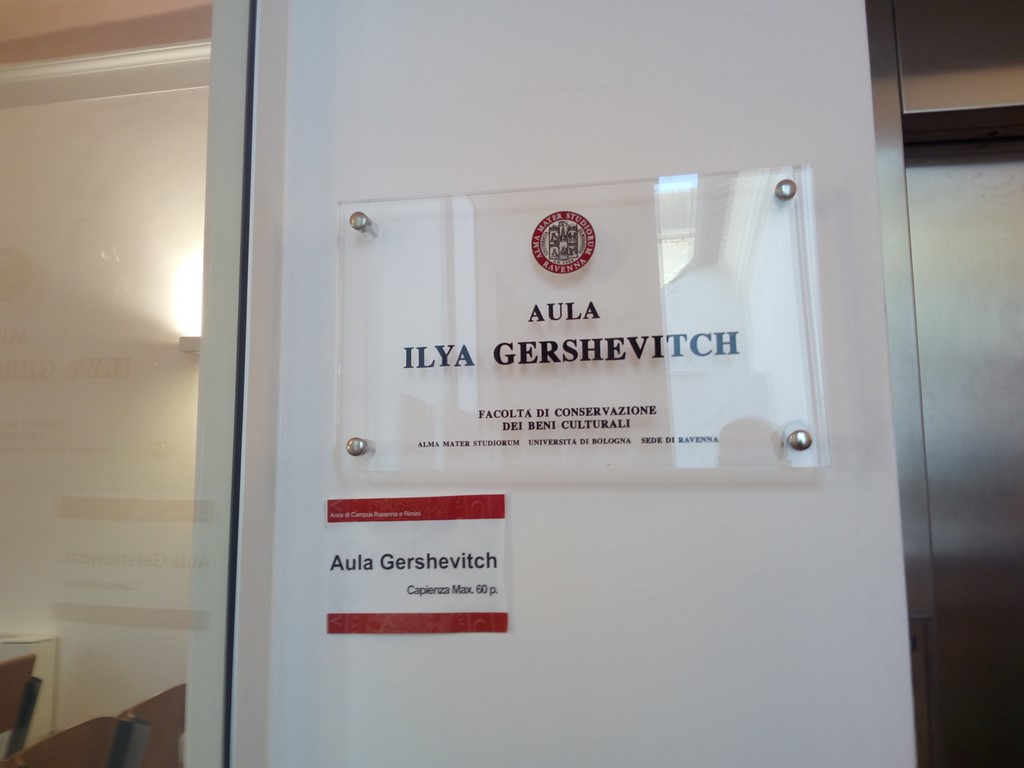 ALMA MATER STUDIORUM
RAVENNA
AULA
ILYA GERSHEVITCH
FACOLTA DI CONSERVAZIONE
DEI BENI CULTURALI
ALMA MATER STUDIORUM UNIVERSITA DI BOLOGNA SEDE DI RAVENNA
Area di Campus Ravenna e Rimini
Aula Gershevitch
Capienza Max. 60 p.